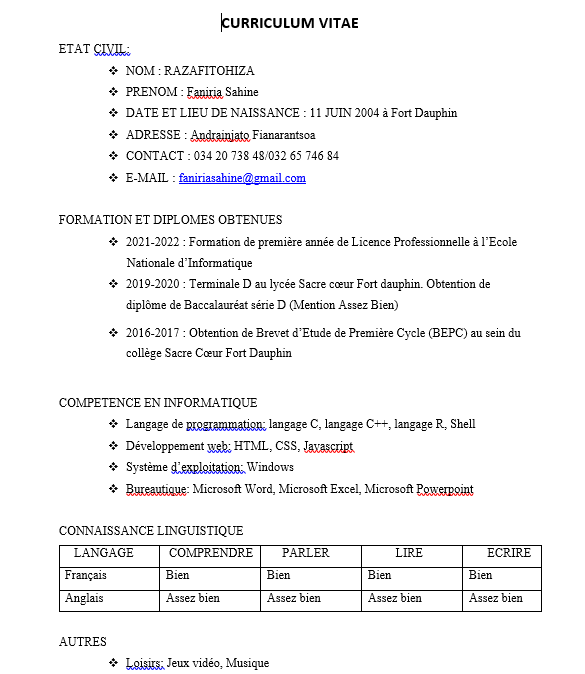 CURRICULUM VITAE
ETAT CIVIL:
❖ NOM : RAZAFITOHIZA
❖ PRENOM : Faniria Sahine
❖ DATE ET LIEU DE NAISSANCE : 11 JUIN 2004 à Fort Dauphin
❖ ADRESSE : Andrainjato Fianarantsoa
❖ CONTACT : 034 20 738 48/032 65 746 84
❖ E-MAIL : faniriasahine@gmail.com
FORMATION ET DIPLOMES OBTENUES
❖ 2021-2022 : Formation de première année de Licence Professionnelle à l’Ecole
Nationale d’Informatique
❖ 2019-2020 : Terminale D au lycée Sacre cœur Fort dauphin. Obtention de
diplôme de Baccalauréat série D (Mention Assez Bien)
❖ 2016-2017 : Obtention de Brevet d’Etude de Première Cycle (BEPC) au sein du
collège Sacre Cœur Fort Dauphin
COMPETENCE EN INFORMATIQUE
❖ Langage de programmation: langage C, langage C++, langage R, Shell
❖ Développement web: HTML, CSS, Javascript
❖ Système d’exploitation: Windows
❖ Bureautique: Microsoft Word, Microsoft Excel, Microsoft Powerpoint
CONNAISSANCE LINGUISTIQUE
LANGAGE COMPRENDRE PARLER LIRE ECRIRE
Français Bien Bien Bien Bien
Anglais Assez bien Assez bien Assez bien Assez bien
AUTRES
❖ Loisirs: Jeux vidéo, Musique